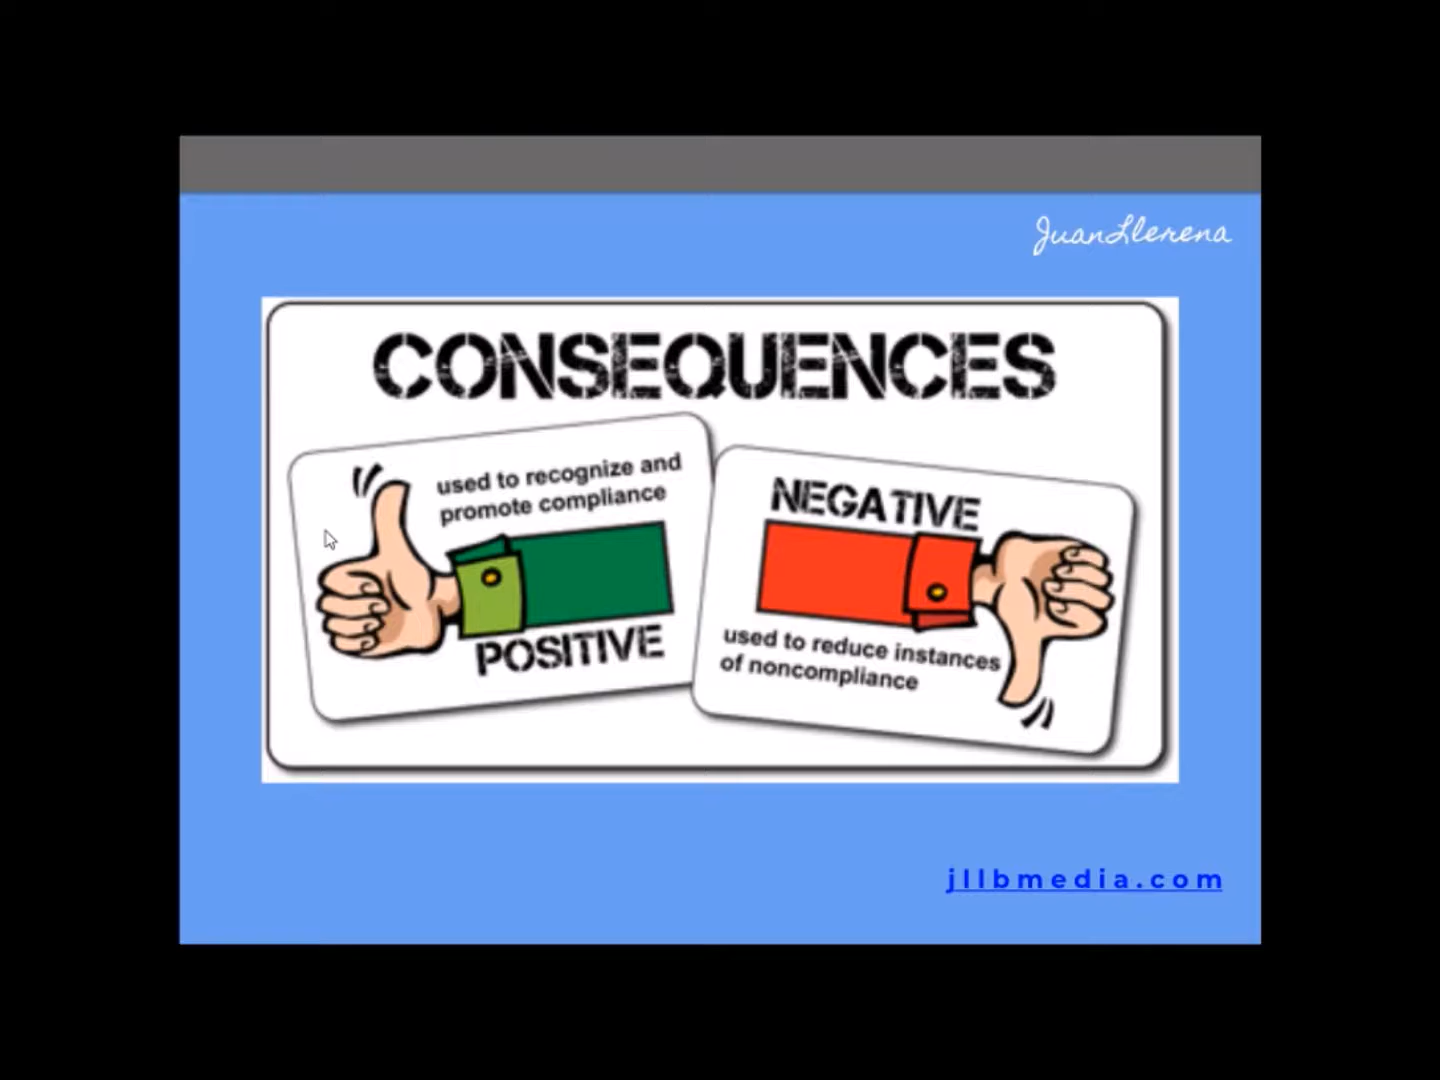 JuanLlerena
CONSEQUENCES
used to recognize and
promote compliance
POSITIVE
NEGATIVE
used to reduce instances
of noncompliance
jllbmedia.com